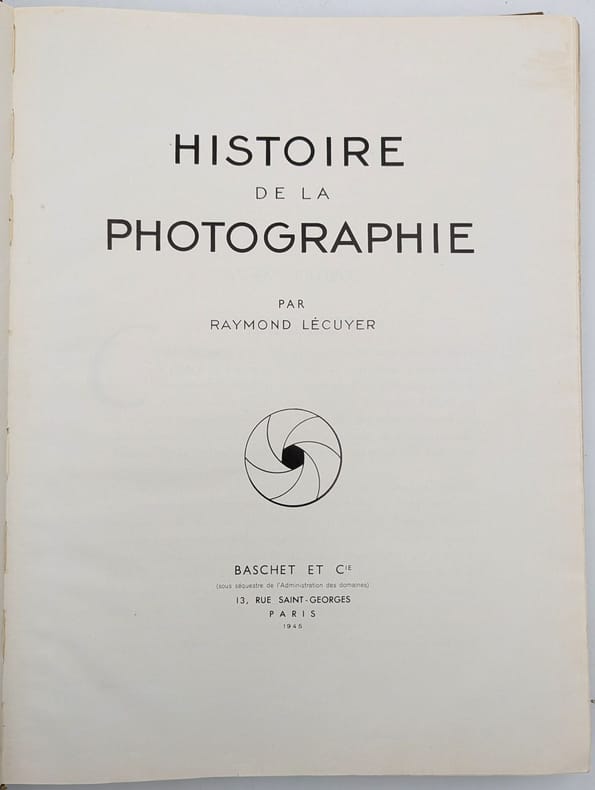 HISTOIRE
DE LA
PHOTOGRAPHIE
PAR
RAYMOND LÉCUYER
BASCHET ET Cᴵᴱ
(sous séquestre de l'Administration des domaines)
13, RUE SAINT-GEORGES
PARIS
1945